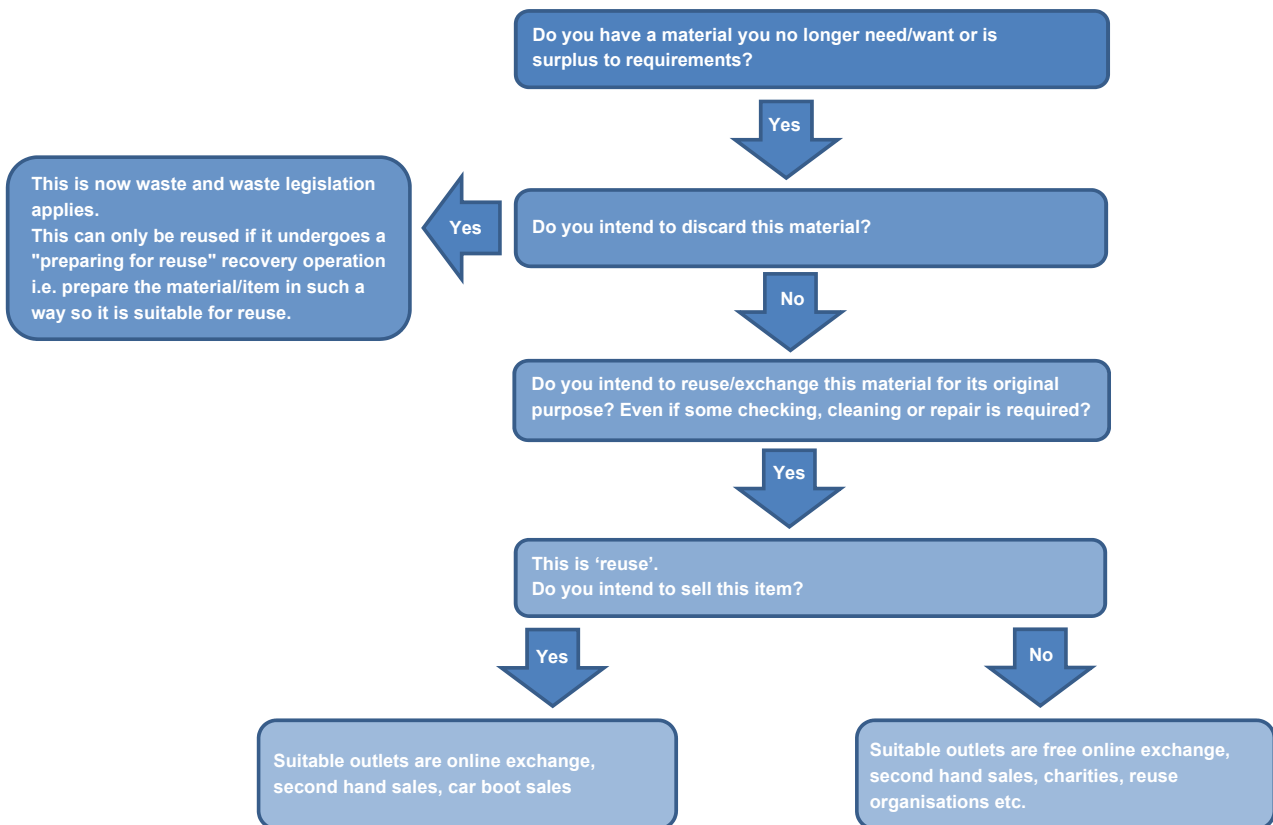 Do you have a material you no longer need/want or is
surplus to requirements?
Yes
Do you intend to discard this material?
Yes
This is now waste and waste legislation
applies.
This can only be reused if it undergoes a
"preparing for reuse" recovery operation
i.e. prepare the material/item in such a
way so it is suitable for reuse.
No
Do you intend to reuse/exchange this material for its original
purpose? Even if some checking, cleaning or repair is required?
Yes
This is ‘reuse’.
Do you intend to sell this item?
Yes
No
Suitable outlets are online exchange,
second hand sales, car boot sales
Suitable outlets are free online exchange,
second hand sales, charities, reuse
organisations etc.